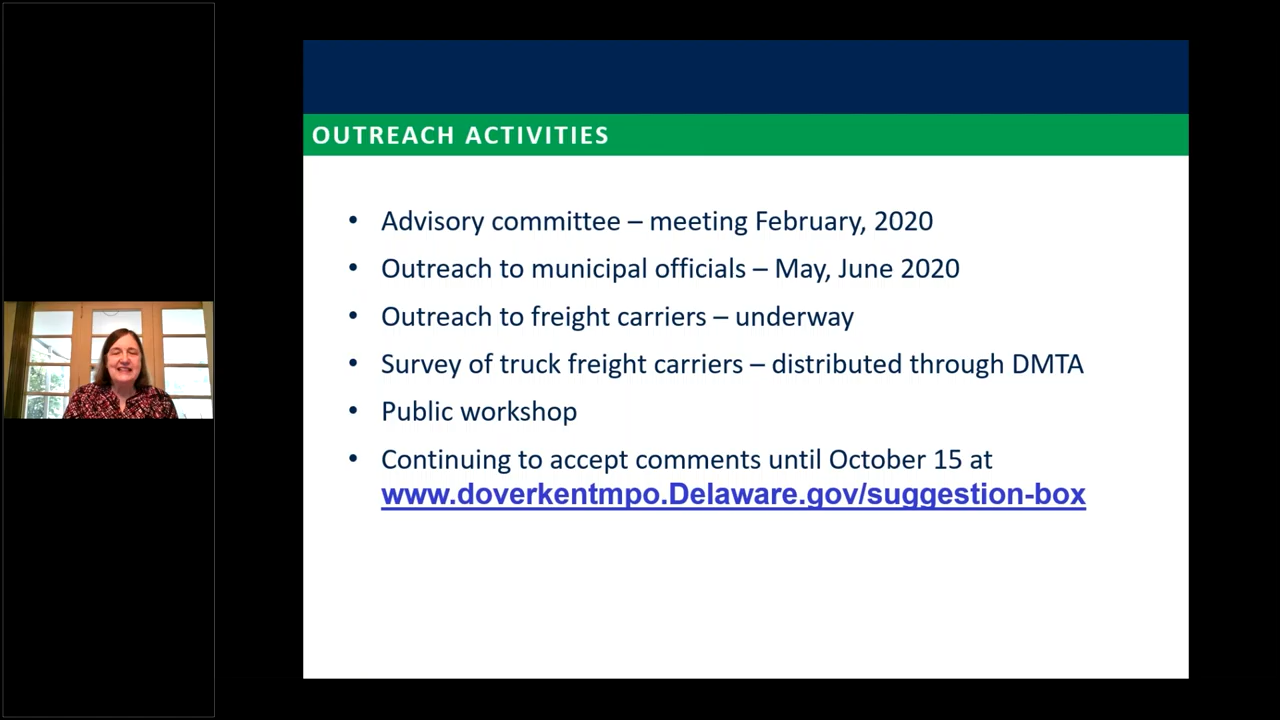 OUTREACH ACTIVITIES
• Advisory committee – meeting February, 2020
• Outreach to municipal officials – May, June 2020
• Outreach to freight carriers – underway
• Survey of truck freight carriers – distributed through DMTA
• Public workshop
• Continuing to accept comments until October 15 at
www.doverkentmpo.Delaware.gov/suggestion-box